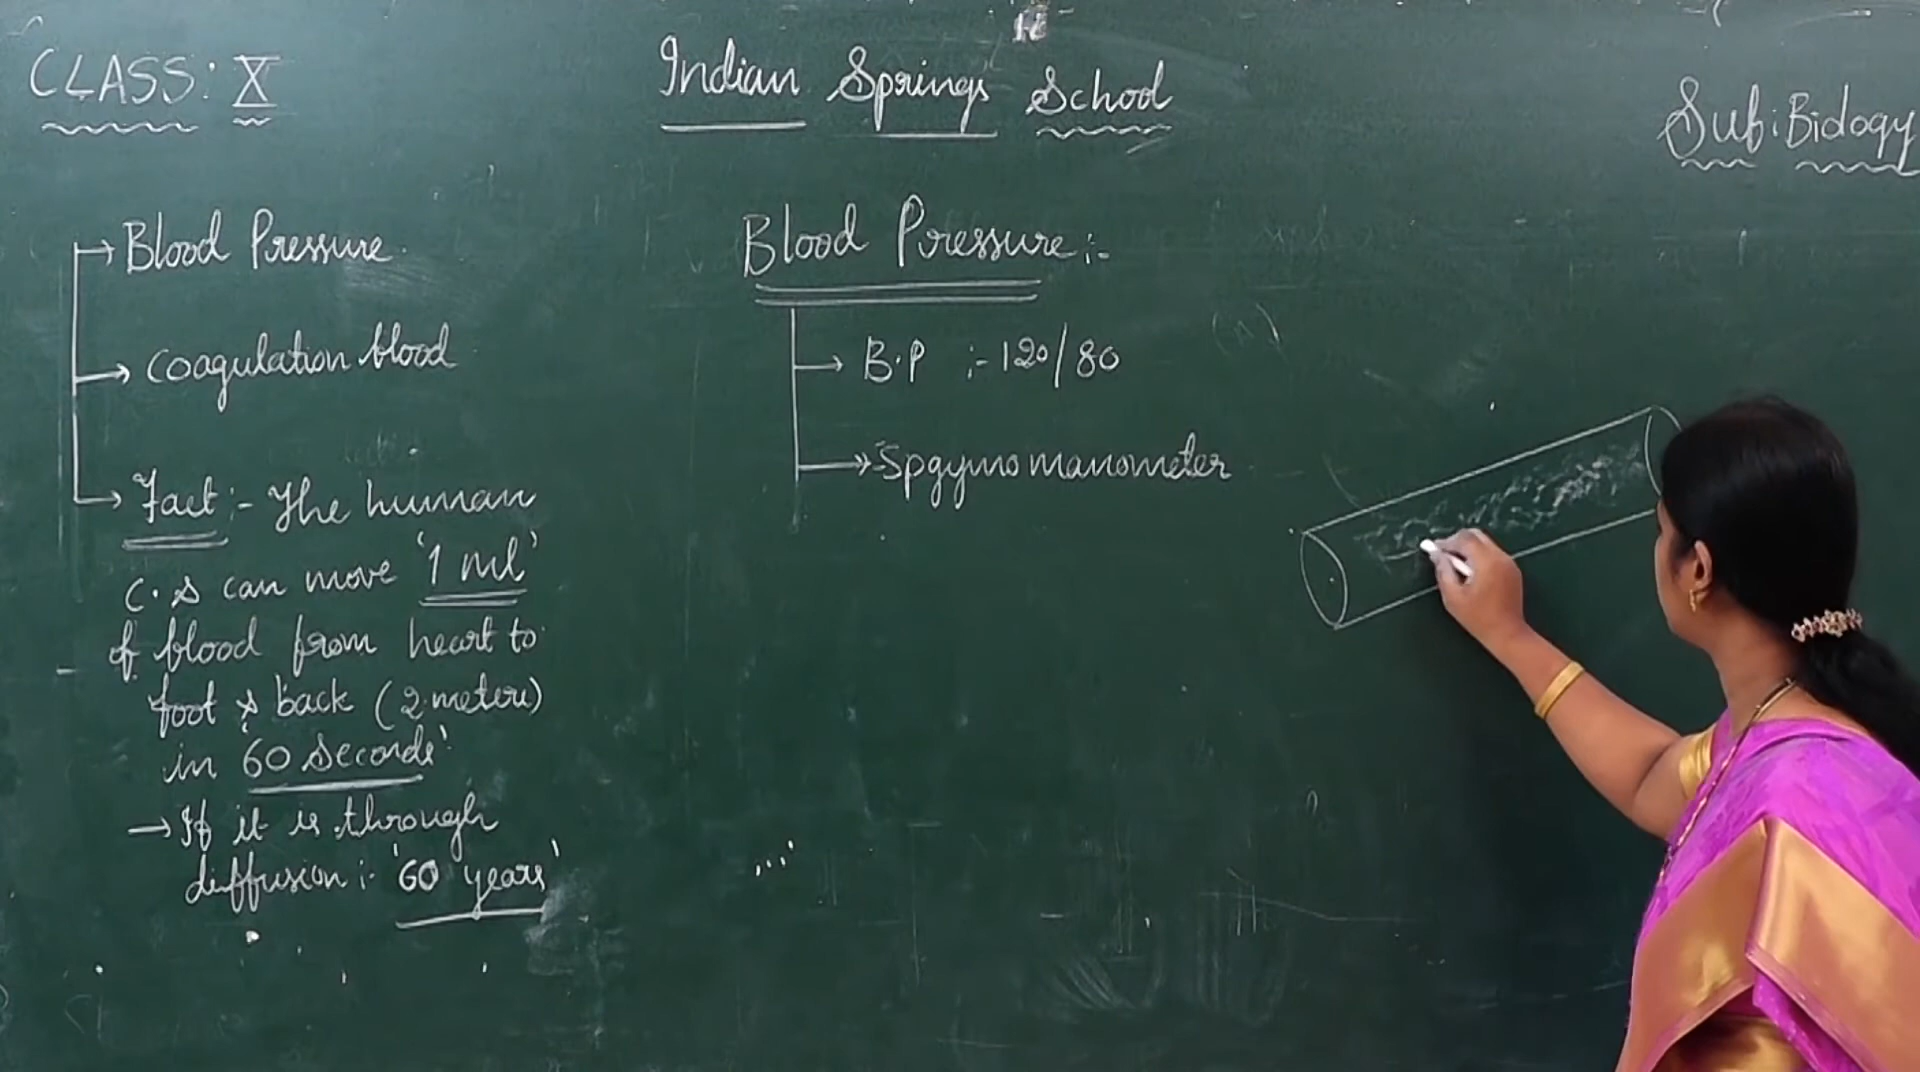 CLASS: X
Indian Springs School
Sub: Biology
Blood Pressure.
Coagulation blood
Fact :- The human
C.S can move '1 ml'
of blood from heart to
foot & back (2 meters)
in 60 seconds'
→ If it is through
diffusion :- '60 years'
Blood Pressure :-
B.P :- 120/80
Spgymomanometer